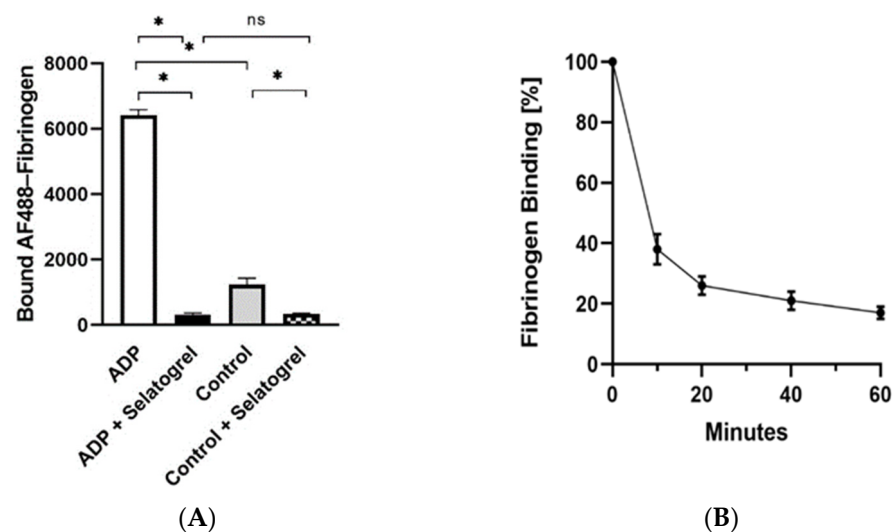 * ns
*
* *
8000
6000
4000
2000
0
Bound AF488–Fibrinogen
ADP
ADP + Selatogrel
Control
Control + Selatogrel
(A)
100
80
60
40
20
0
Fibrinogen Binding [%]
0 20 40 60
Minutes
(B)